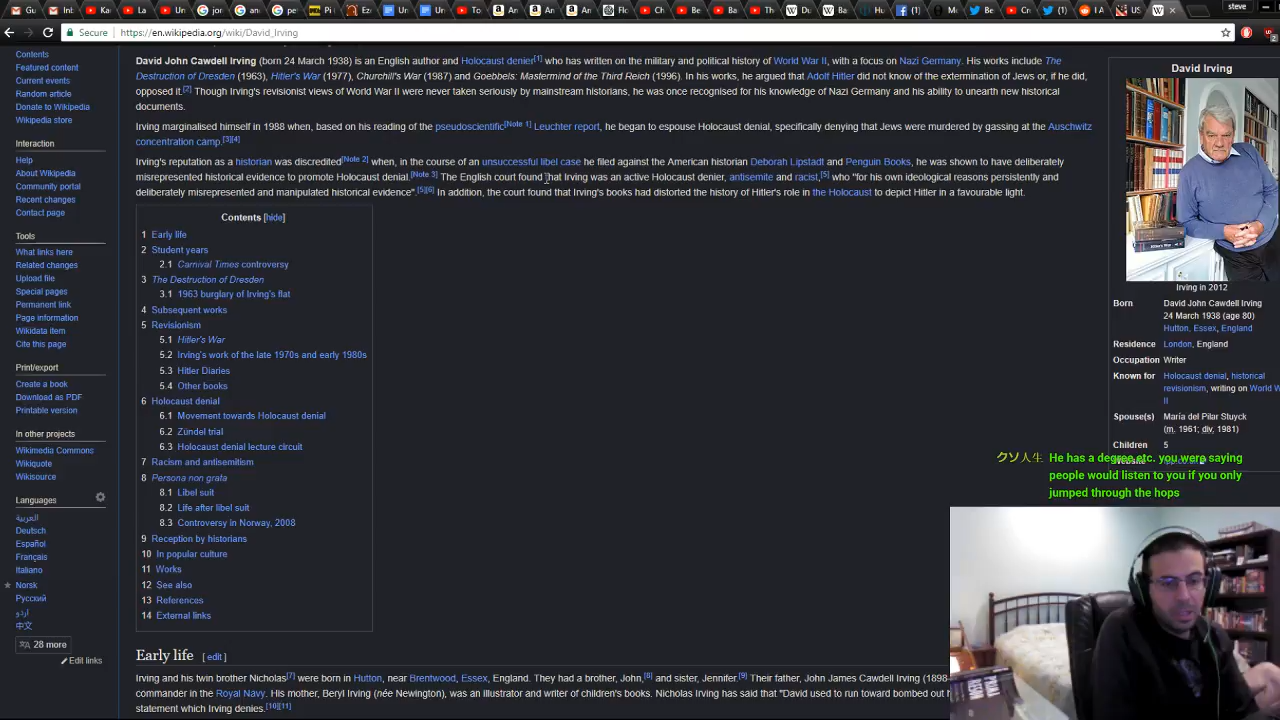 steve
Secure
https://en.wikipedia.org/wiki/David_Irving
Contents
Featured content
Current events
Random article
Donate to Wikipedia
Wikipedia store
Interaction
Help
About Wikipedia
Community portal
Recent changes
Contact page
Tools
What links here
Related changes
Upload file
Special pages
Permanent link
Page information
Wikidata item
Cite this page
Print/export
Create a book
Download as PDF
Printable version
In other projects
Wikimedia Commons
Wikiquote
Wikisource
Languages
العربية
Deutsch
Español
Français
Italiano
Norsk
Русский
اردو
中文
28 more
Edit links
David John Cawdell Irving (born 24 March 1938) is an English author and Holocaust denier[1] who has written on the military and political history of World War II, with a focus on Nazi Germany. His works include The
Destruction of Dresden (1963), Hitler's War (1977), Churchill's War (1987) and Goebbels: Mastermind of the Third Reich (1996). In his works, he argued that Adolf Hitler did not know of the extermination of Jews or, if he did,
opposed it.[2] Though Irving's revisionist views of World War II were never taken seriously by mainstream historians, he was once recognised for his knowledge of Nazi Germany and his ability to unearth new historical
documents.
Irving marginalised himself in 1988 when, based on his reading of the pseudoscientific[Note 1] Leuchter report, he began to espouse Holocaust denial, specifically denying that Jews were murdered by gassing at the Auschwitz
concentration camp.[3][4]
Irving's reputation as a historian was discredited[Note 2] when, in the course of an unsuccessful libel case he filed against the American historian Deborah Lipstadt and Penguin Books, he was shown to have deliberately
misrepresented historical evidence to promote Holocaust denial.[Note 3] The English court found that Irving was an active Holocaust denier, antisemite and racist,[5] who "for his own ideological reasons persistently and
deliberately misrepresented and manipulated historical evidence".[5][6] In addition, the court found that Irving's books had distorted the history of Hitler's role in the Holocaust to depict Hitler in a favourable light.
Contents [hide]
1 Early life
2 Student years
2.1 Carnival Times controversy
3 The Destruction of Dresden
3.1 1963 burglary of Irving's flat
4 Subsequent works
5 Revisionism
5.1 Hitler's War
5.2 Irving's work of the late 1970s and early 1980s
5.3 Hitler Diaries
5.4 Other books
6 Holocaust denial
6.1 Movement towards Holocaust denial
6.2 Zündel trial
6.3 Holocaust denial lecture circuit
7 Racism and antisemitism
8 Persona non grata
8.1 Libel suit
8.2 Life after libel suit
8.3 Controversy in Norway, 2008
9 Reception by historians
10 In popular culture
11 Works
12 See also
13 References
14 External links
Early life [ edit ]
Irving and his twin brother Nicholas[7] were born in Hutton, near Brentwood, Essex, England. They had a brother, John,[8] and sister, Jennifer.[9] Their father, John James Cawdell Irving (1898-
commander in the Royal Navy. His mother, Beryl Irving (née Newington), was an illustrator and writer of children's books. Nicholas Irving has said that "David used to run toward bombed out h
statement which Irving denies.[10][11]
David Irving
Irving in 2012
Born David John Cawdell Irving
24 March 1938 (age 80)
Hutton, Essex, England
Residence London, England
Occupation Writer
Known for Holocaust denial, historical
revisionism, writing on World W
II
Spouse(s) María del Pilar Stuyck
(m. 1961; div. 1981)
Children 5
Website
クソ人生 He has a degree etc. you were saying
people would listen to you if you only
jumped through the hops